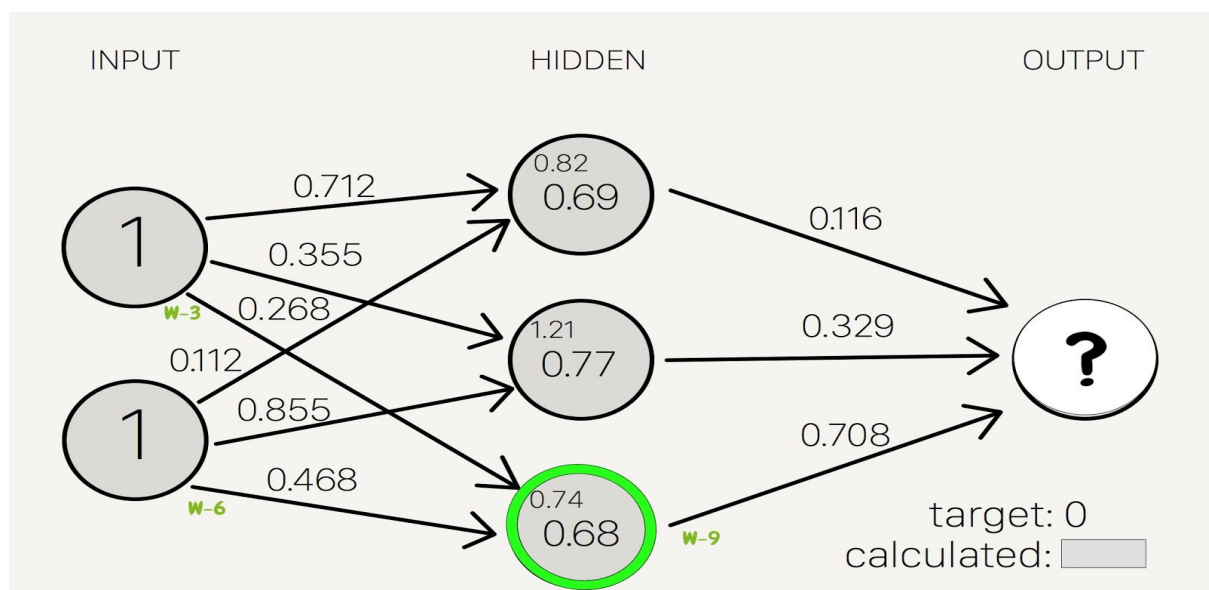 INPUT
HIDDEN
OUTPUT
0.82
0.69
0.712
0.116
1
0.355
W-3
0.268
1.21
0.77
0.329
?
0.112
1
0.855
0.708
0.468
W-6
0.74
0.68
W-9
target: 0
calculated: